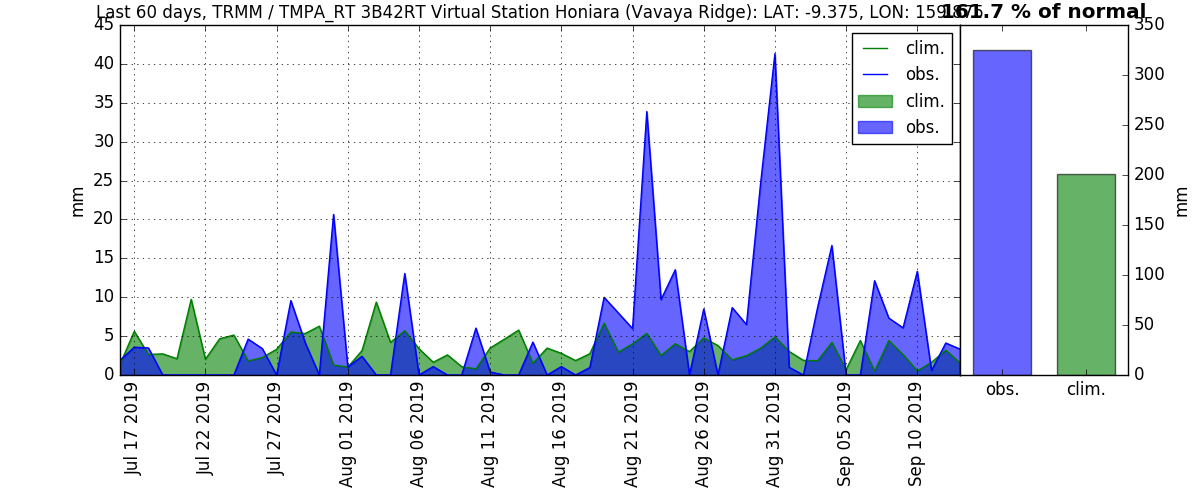 Last 60 days, TRMM / TMPA_RT 3B42RT Virtual Station Honiara (Vavaya Ridge): LAT: -9.375, LON:
161.7 % of normal
45
40
35
30
25
20
15
10
5
0
mm
clim.
obs.
clim.
obs.
350
300
250
200
150
100
50
0
mm
obs.
clim.
Jul 17 2019
Jul 22 2019
Jul 27 2019
Aug 01 2019
Aug 06 2019
Aug 11 2019
Aug 16 2019
Aug 21 2019
Aug 26 2019
Aug 31 2019
Sep 05 2019
Sep 10 2019